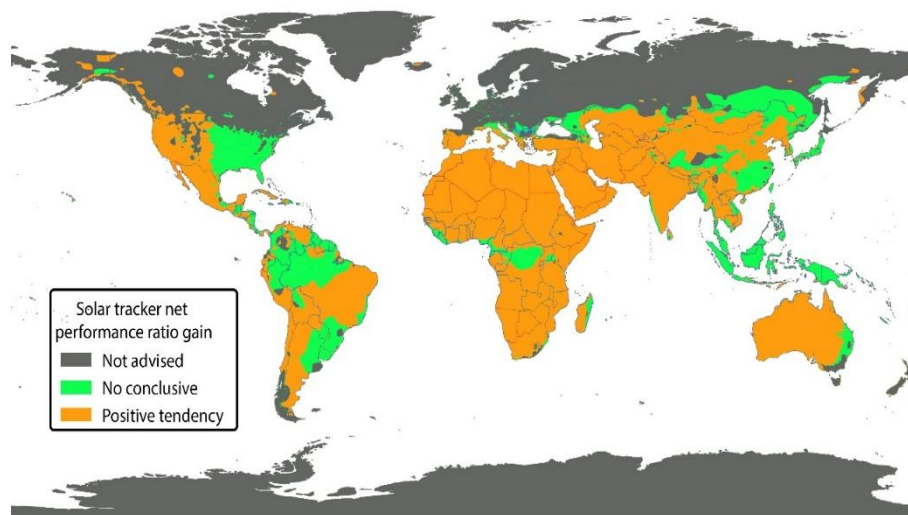 Solar tracker net
performance ratio gain
Not advised
No conclusive
Positive tendency